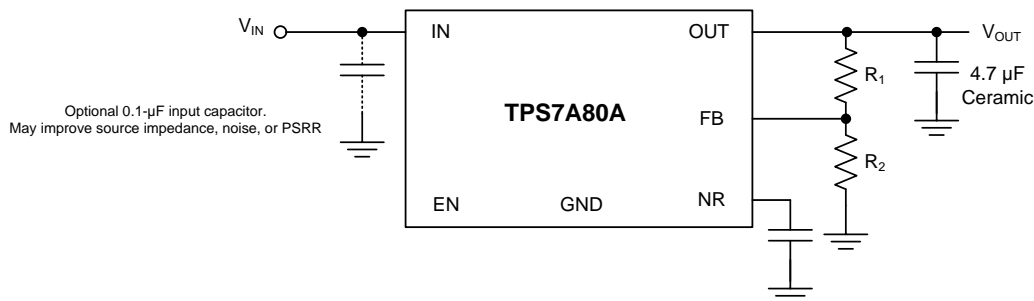 V_IN
IN
OUT
V_OUT
R_1
4.7 µF
Ceramic
Optional 0.1-µF input capacitor.
May improve source impedance, noise, or PSRR
TPS7A80A
FB
R_2
EN
GND
NR